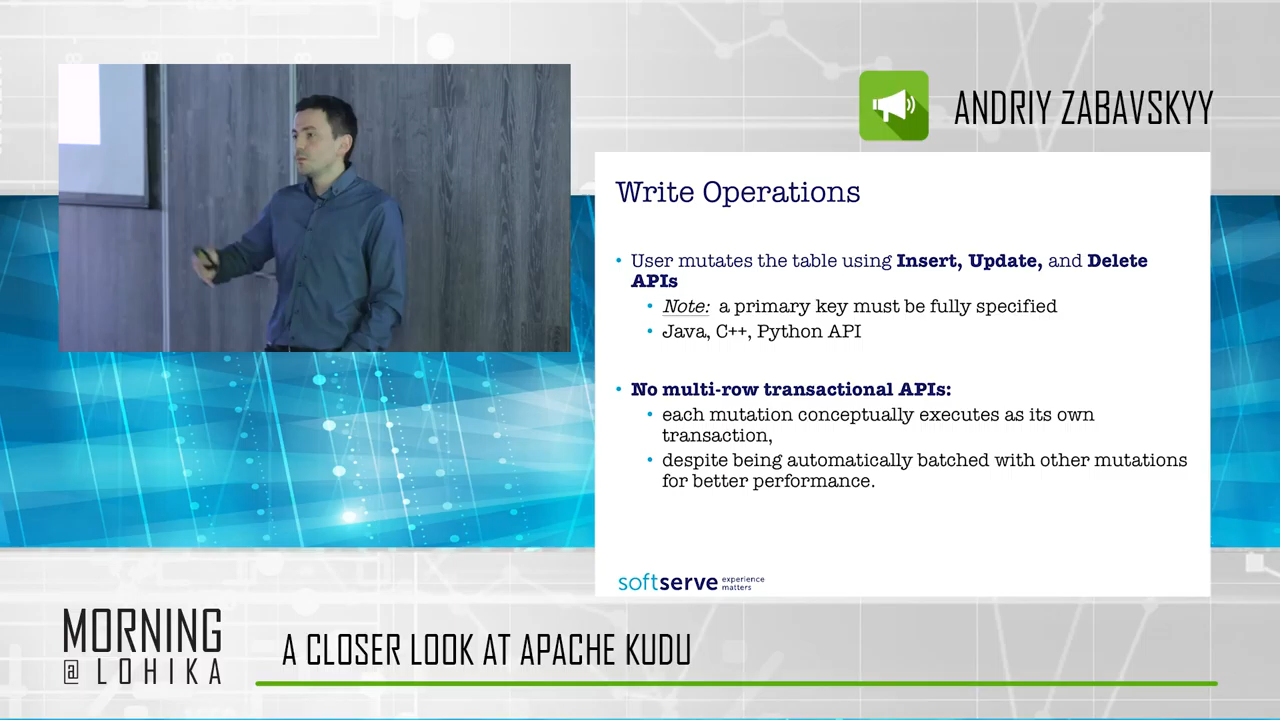 ANDRIY ZABAVSKYY
Write Operations
• User mutates the table using Insert, Update, and Delete
APIs
• Note: a primary key must be fully specified
• Java, C++, Python API
• No multi-row transactional APIs:
• each mutation conceptually executes as its own
transaction,
• despite being automatically batched with other mutations
for better performance.
softserve experience
matters
MORNING
@LOHIKA
A CLOSER LOOK AT APACHE KUDU